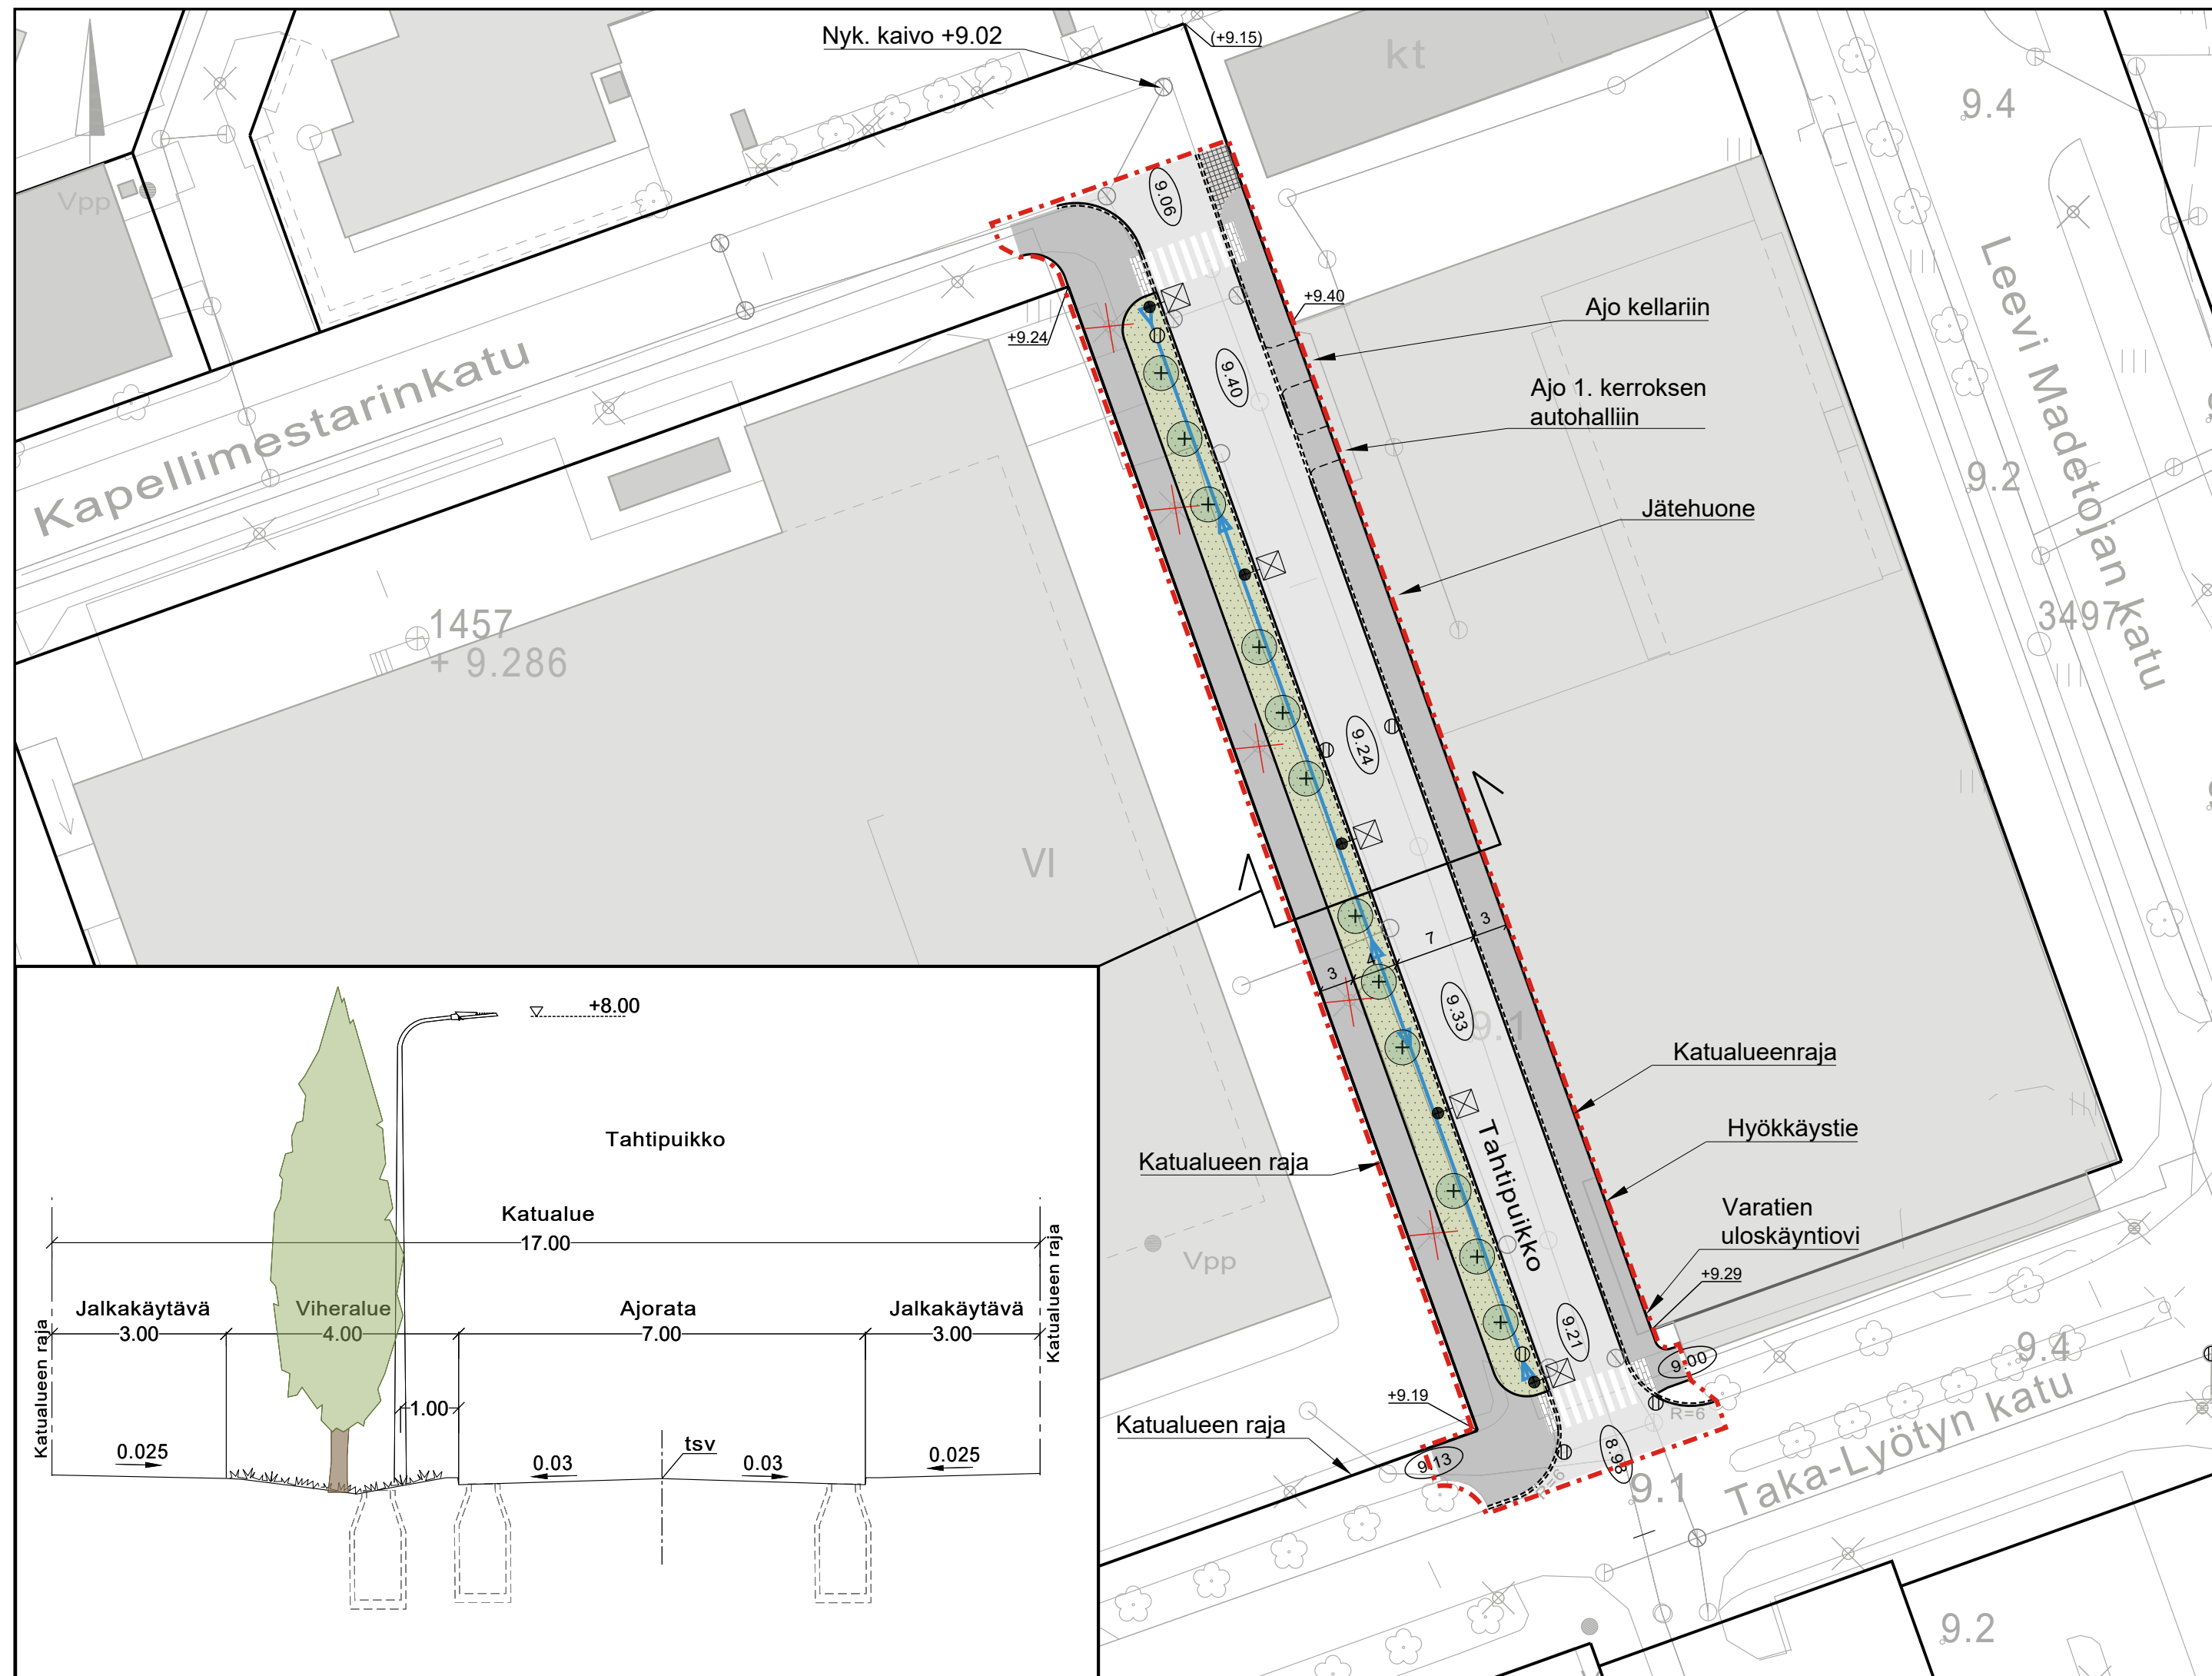 Nyk. kaivo +9.02
(+9.15)
kt
9.4
Vpp
9.06
+9.40
+9.24
Ajo kellariin
9.40
Ajo 1. kerroksen
autohalliin
Leevi Madetojan katu
Kapellimestarinkatu
9.2
Jätehuone
1457
+ 9.286
3497
9.24
VI
3
7
4
3
9.33
9.1
Katualueenraja
Hyökkäystie
Katualueen raja
Tahtipuikko
Varatien
uloskäyntiovi
+9.29
Vpp
9.21
9.00
9.4
+9.19
R=6
Katualueen raja
9.13
8.98
R=6
9.1
Taka-Lyötyn katu
9.2
+8.00
Tahtipuikko
Katualue
17.00
Katualueen raja
Jalkakäytävä
3.00
Viheralue
4.00
Ajorata
7.00
Jalkakäytävä
3.00
Katualueen raja
1.00
tsv
0.025
0.03
0.03
0.025